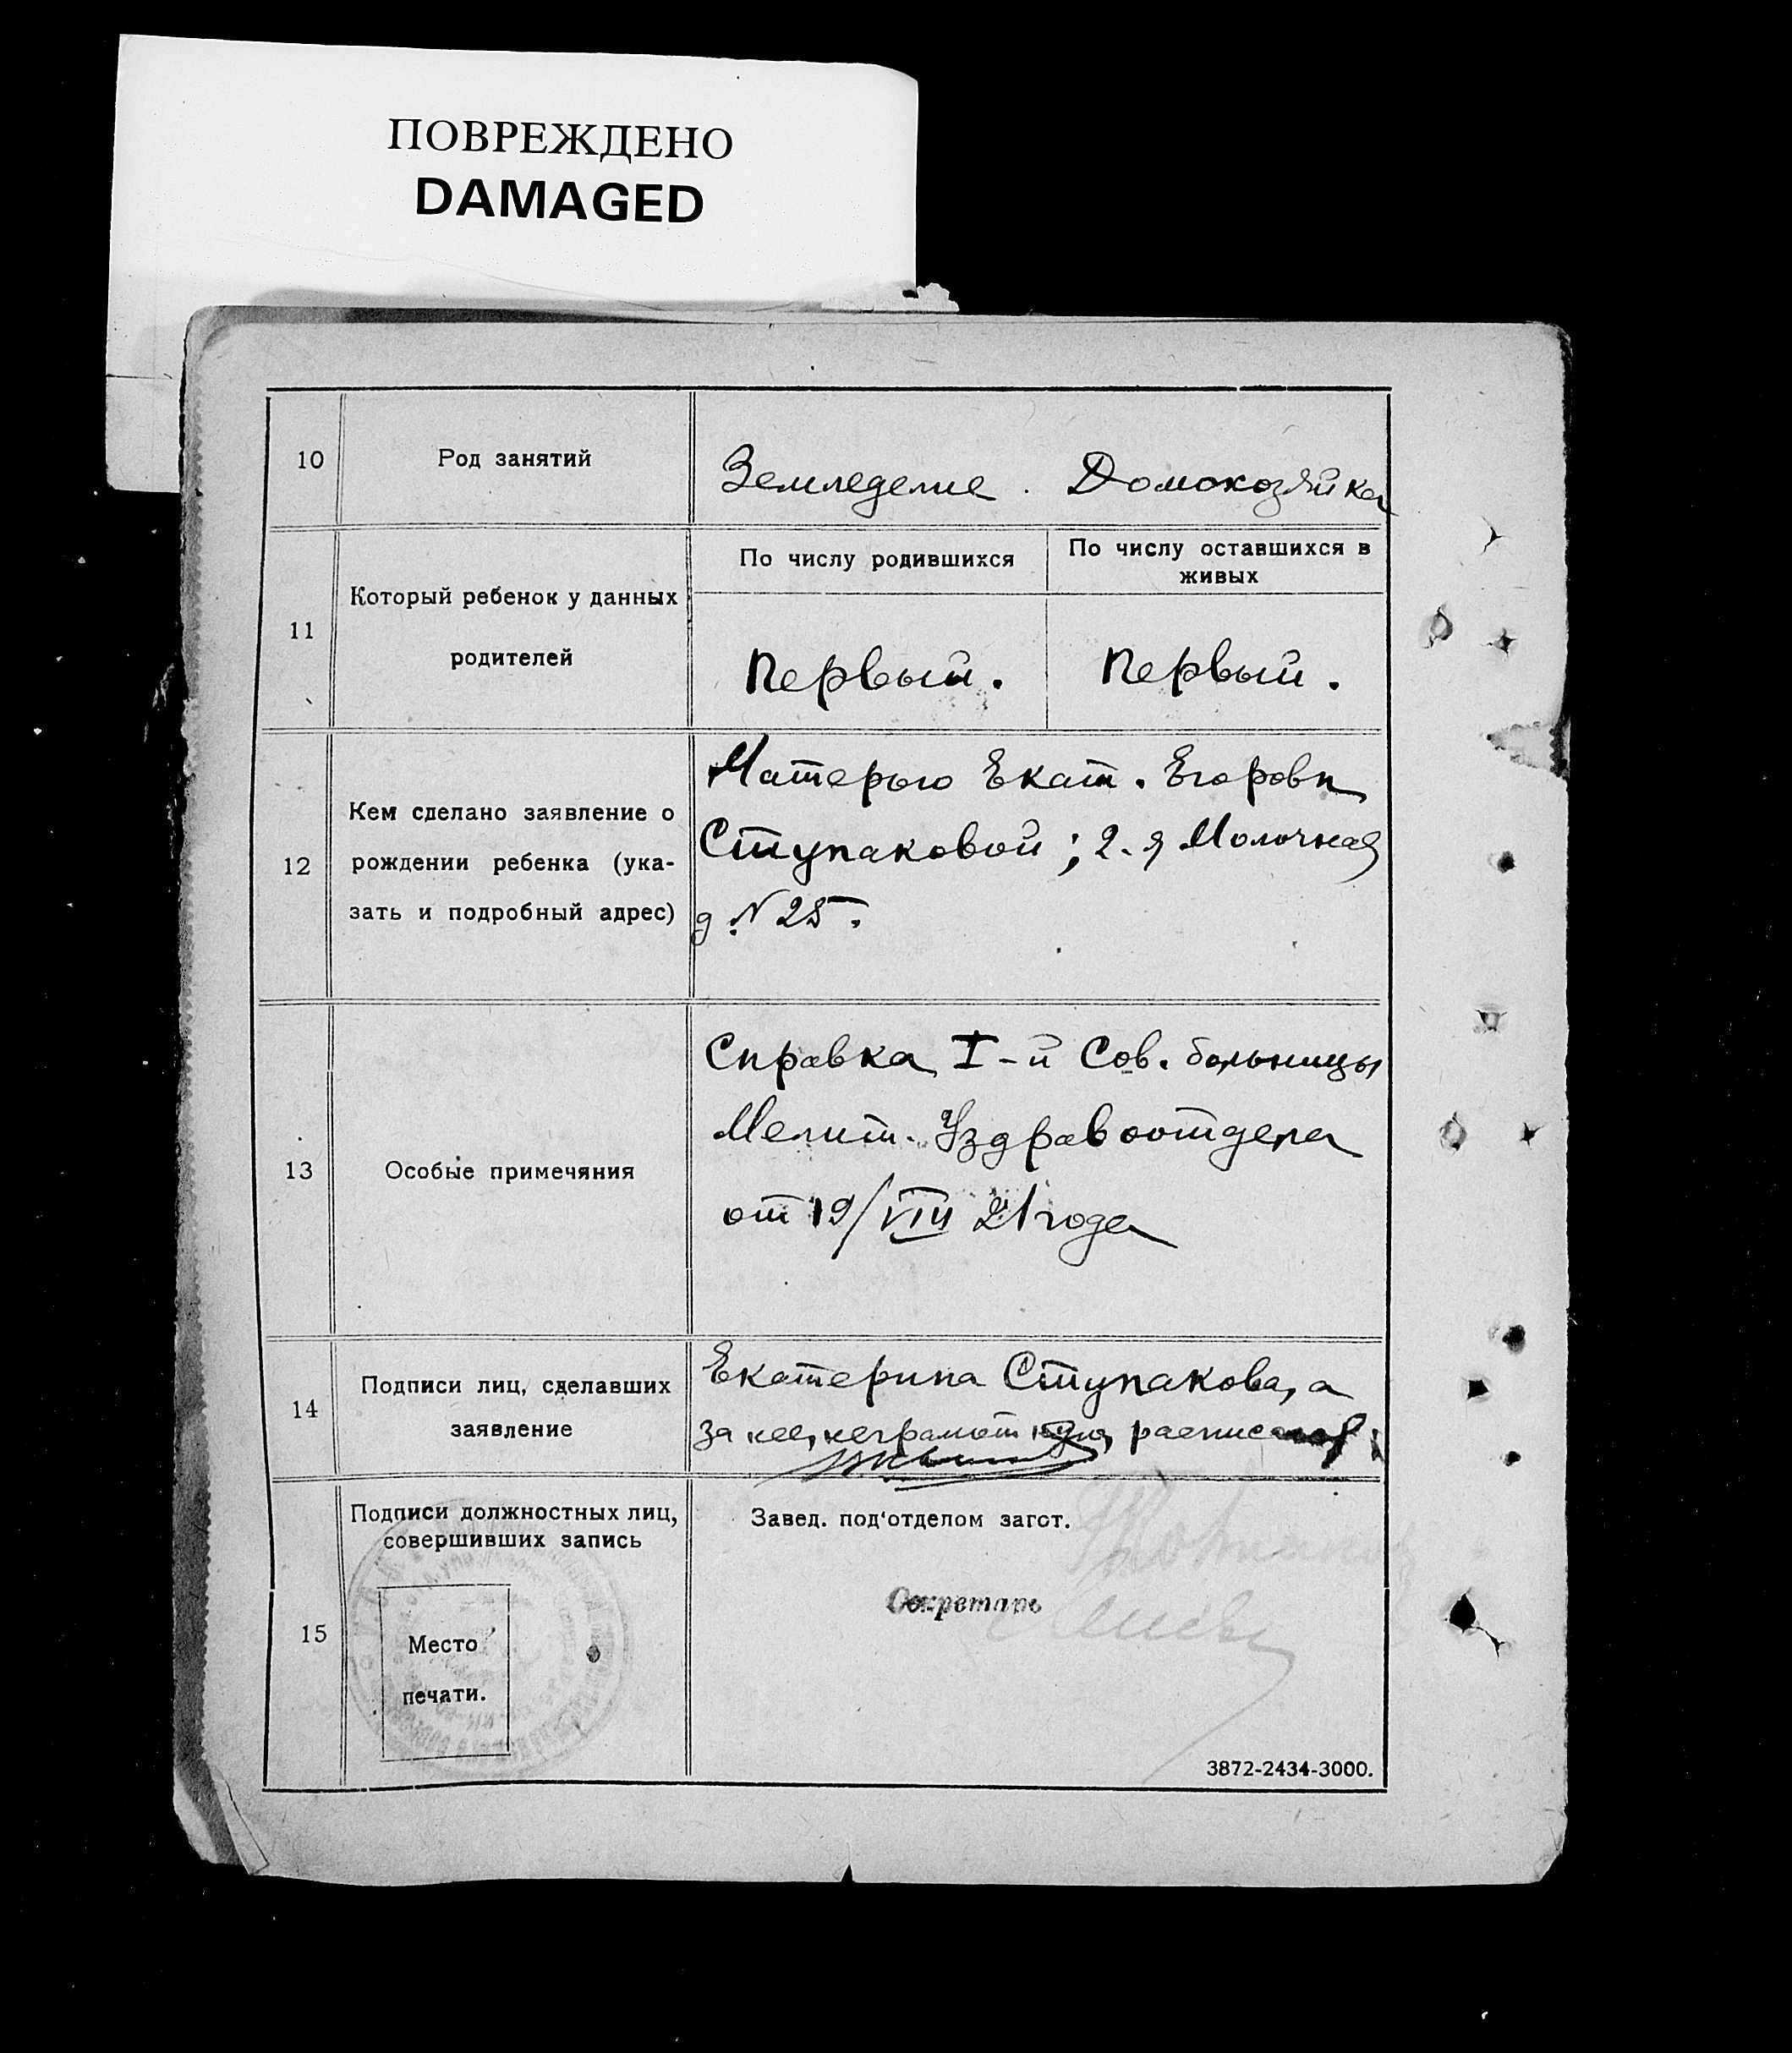 ПОВРЕЖДЕНО
DAMAGED
10
Род занятий
Земледелие. Домохозяйка
11
Который ребенок у данных
родителей
По числу родившихся
По числу оставшихся в
живых
Первый.
Первый.
12
Кем сделано заявление о
рождении ребенка (ука-
зать и подробный адрес)
Матерью Екат. Егоровн
Ступаковой; 2-я Молочная
д № 25.
13
Особые примечяния
Справка I-й Сов. больницы
Мелит. Уздравоотдела
от 19/VIII 21 года
14
Подписи лиц, сделавших
заявление
Екатерина Ступакова, а
за нее, неграмотную, расписался:
15
Подписи должностных лиц,
совершивших запись
Место
печати.
Завед. под'отделом загст.
Секретарь
3872-2434-3000.